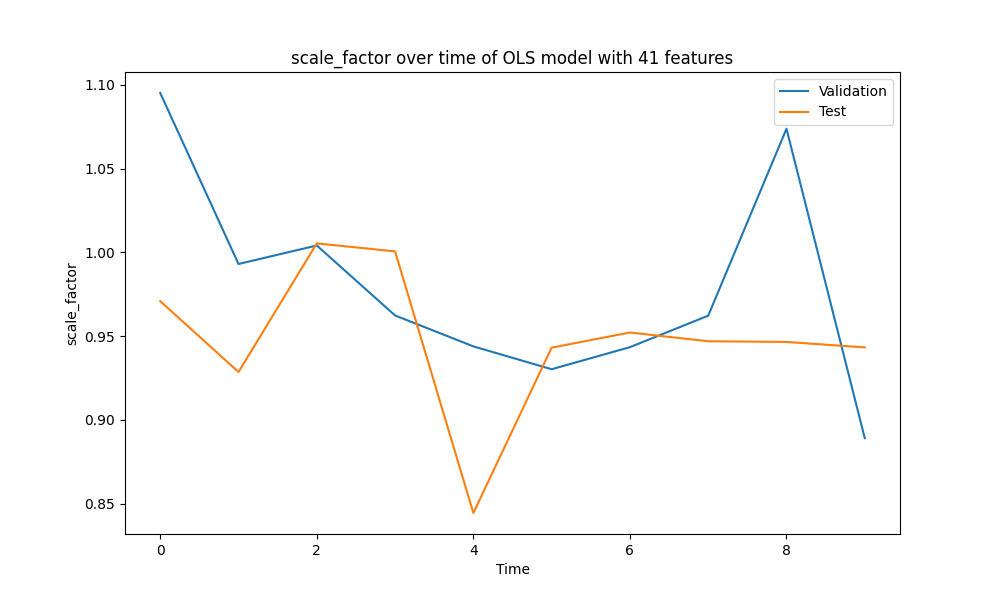 scale_factor over time of OLS model with 41 features
Validation
Test
1.10
1.05
1.00
0.95
0.90
0.85
scale_factor
0
2
4
6
8
Time